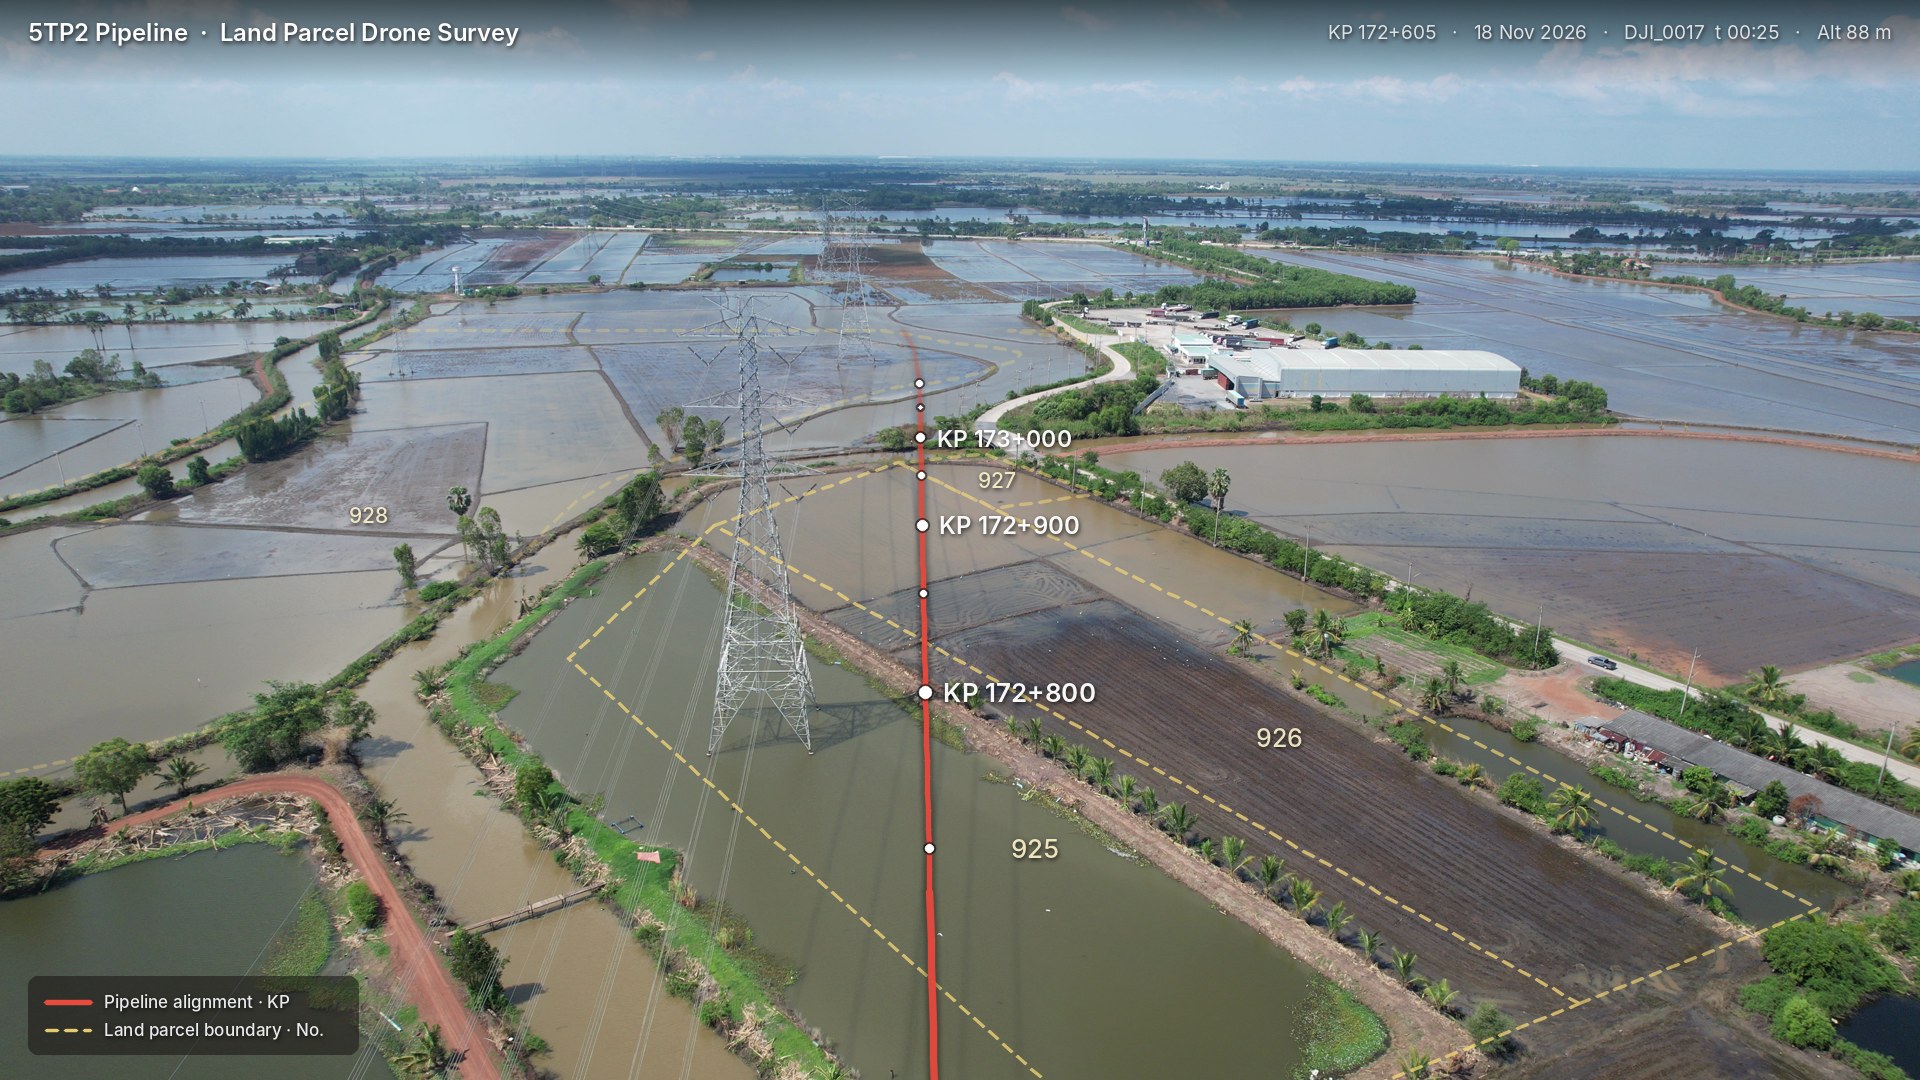 5TP2 Pipeline · Land Parcel Drone Survey
KP 172+605 · 18 Nov 2026 · DJI_0017 t 00:25 · Alt 88 m
KP 173+000
927
928
KP 172+900
KP 172+800
926
925
Pipeline alignment · KP
Land parcel boundary · No.